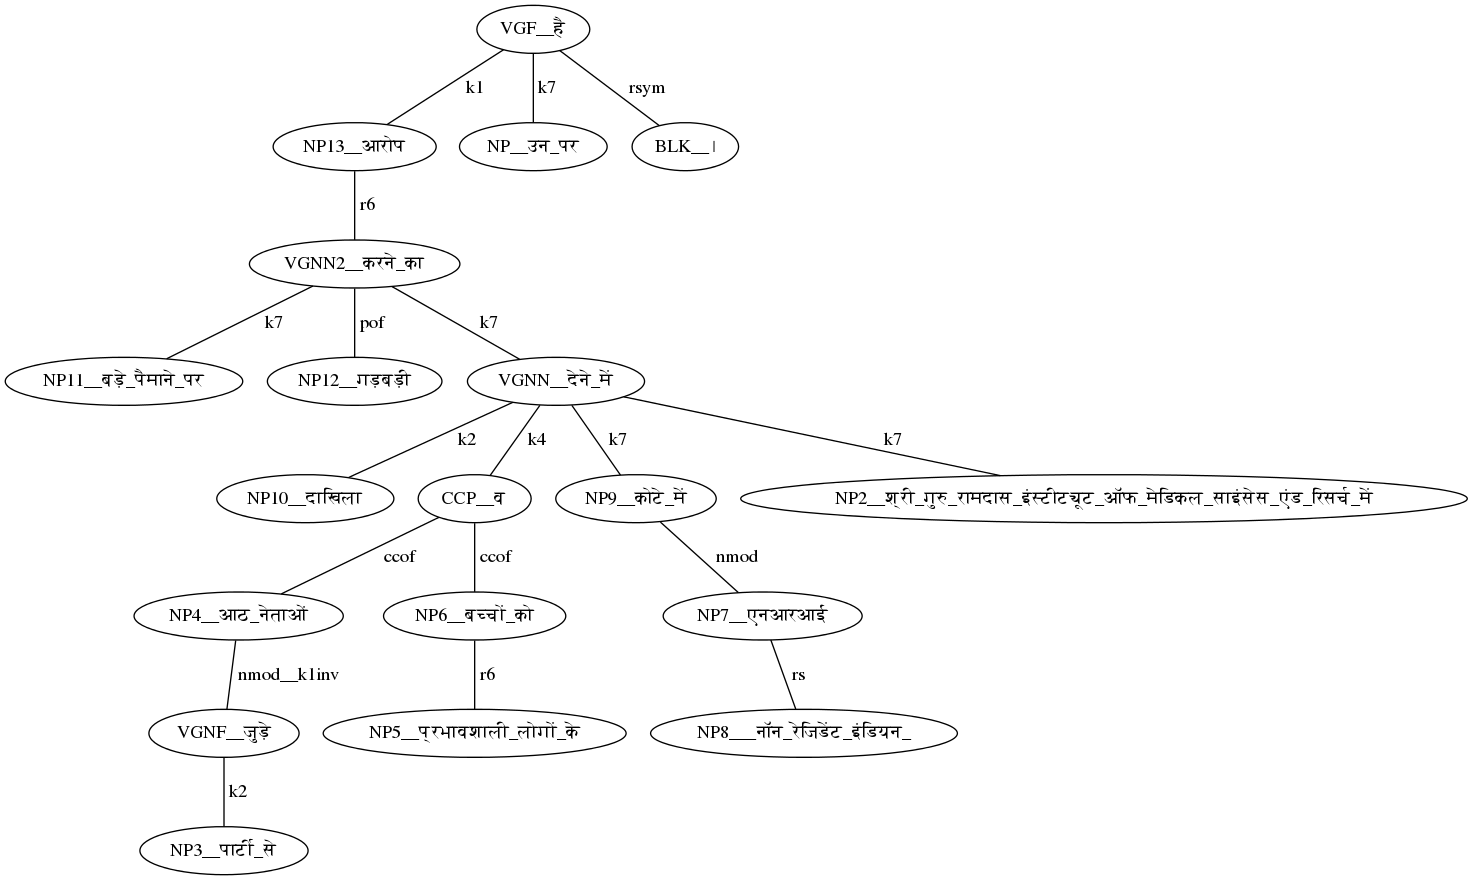 VGF__है
k1 k7 rsym
NP13__आरोप NP__उन_पर BLK__।
r6
VGNN2__करने_का
k7 pof k7
NP11__बड़े_पैमाने_पर NP12__गड़बड़ी VGNN__देने_में
k2 k4 k7 k7
NP10__दाखिला CCP__व NP9__कोटे_में NP2__श्री_गुरु_रामदास_इंस्टीट्यूट_ऑफ_मेडिकल_साइंसेस_एंड_रिसर्च_में
ccof ccof nmod
NP4__आठ_नेताओं NP6__बच्चों_को NP7__एनआरआई
nmod__k1inv r6 rs
VGNF__जुड़े NP5__प्रभावशाली_लोगों_के NP8___नॉन_रेजिडेंट_इंडियन_
k2
NP3__पार्टी_से